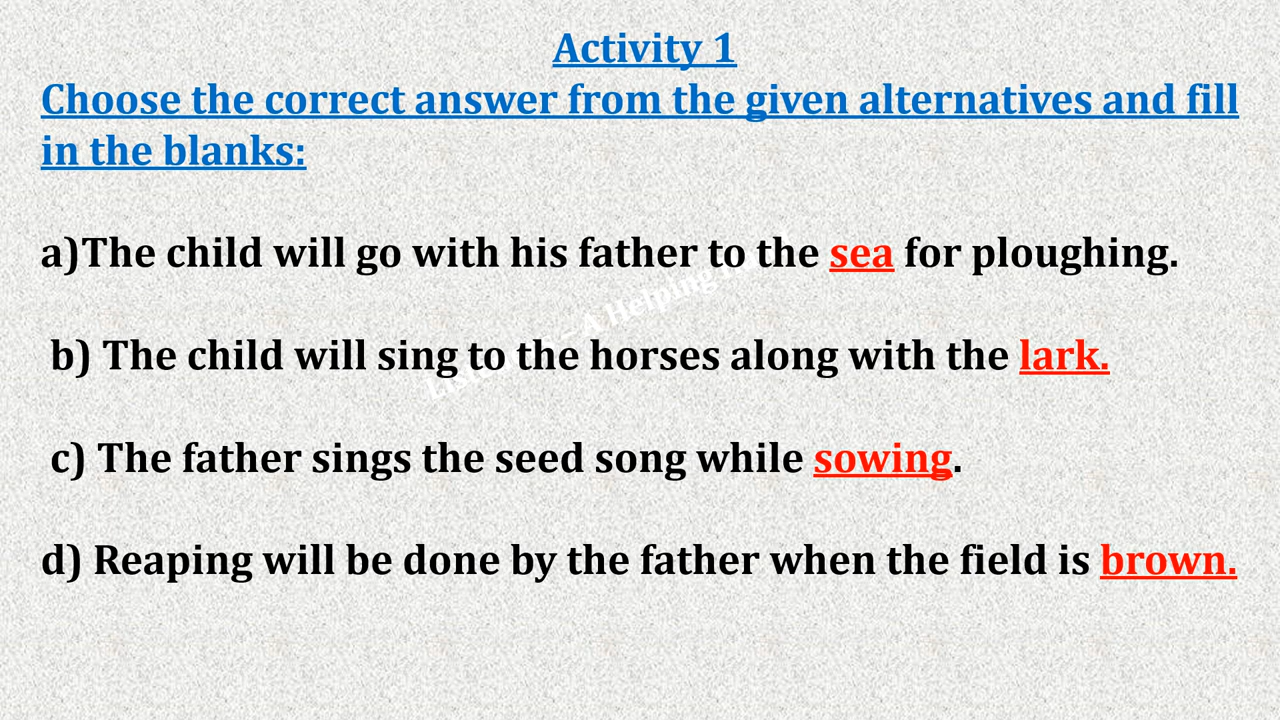 Activity 1
Choose the correct answer from the given alternatives and fill
in the blanks:
a)The child will go with his father to the sea for ploughing.
b) The child will sing to the horses along with the lark.
c) The father sings the seed song while sowing.
d) Reaping will be done by the father when the field is brown.
A Helping